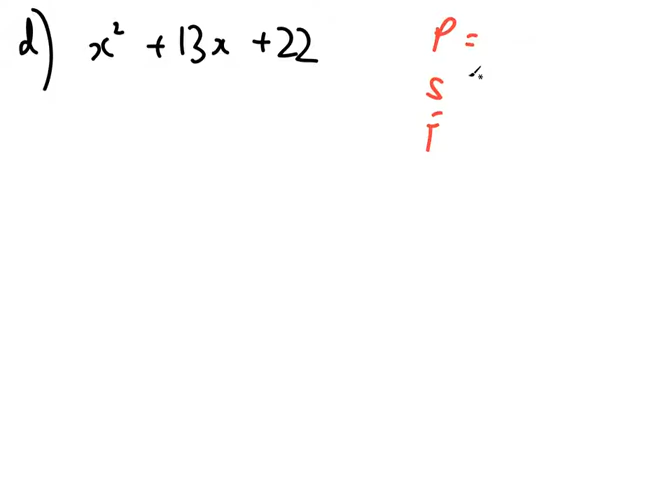 d) x² + 13x + 22
P =
S
F